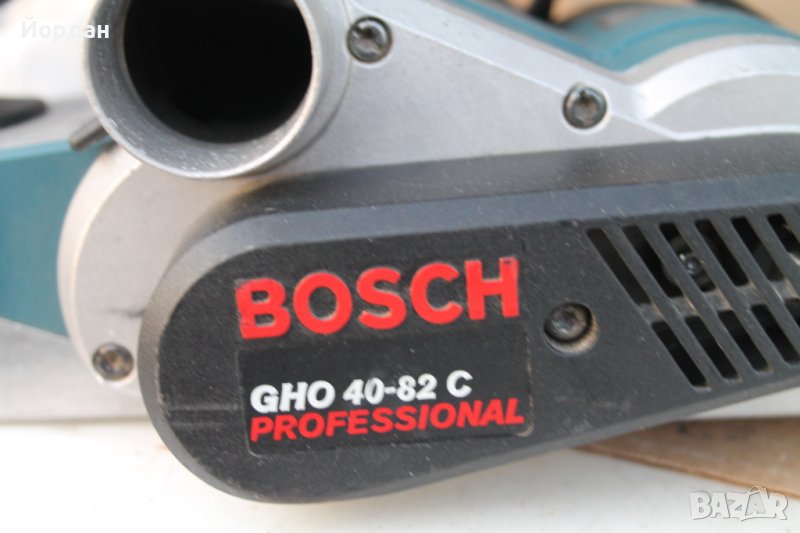 Йордан
BOSCH
GHO 40-82 C
PROFESSIONAL
BAZAR